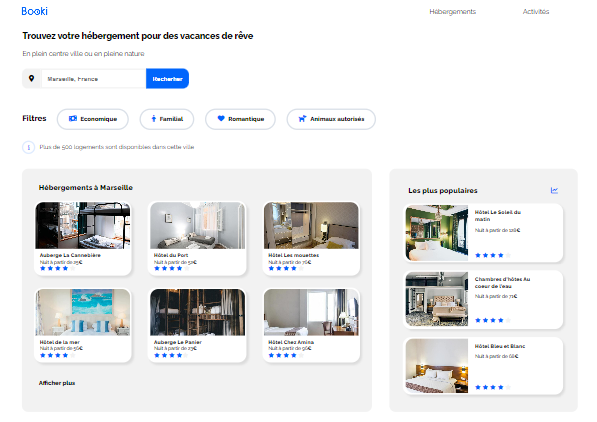 Booki
Hébergements
Activités
Trouvez votre hébergement pour des vacances de rêve
En plein centre ville ou en pleine nature
Marseille, France
Rechercher
Filtres
Economique
Familial
Romantique
Animaux autorisés
Plus de 500 logements sont disponibles dans cette ville
Hébergements à Marseille
Auberge La Cannebière
Nuit à partir de 25€
Hôtel du Port
Nuit à partir de 52€
Hôtel Les mouettes
Nuit à partir de 76€
Hôtel de la mer
Nuit à partir de 56€
Auberge Le Panier
Nuit à partir de 23€
Hôtel Chez Amina
Nuit à partir de 96€
Afficher plus
Les plus populaires
Hôtel Le Soleil du
matin
Nuit à partir de 128€
Chambres d'hôtes Au
coeur de l'eau
Nuit à partir de 71€
Hôtel Bleu et Blanc
Nuit à partir de 68€